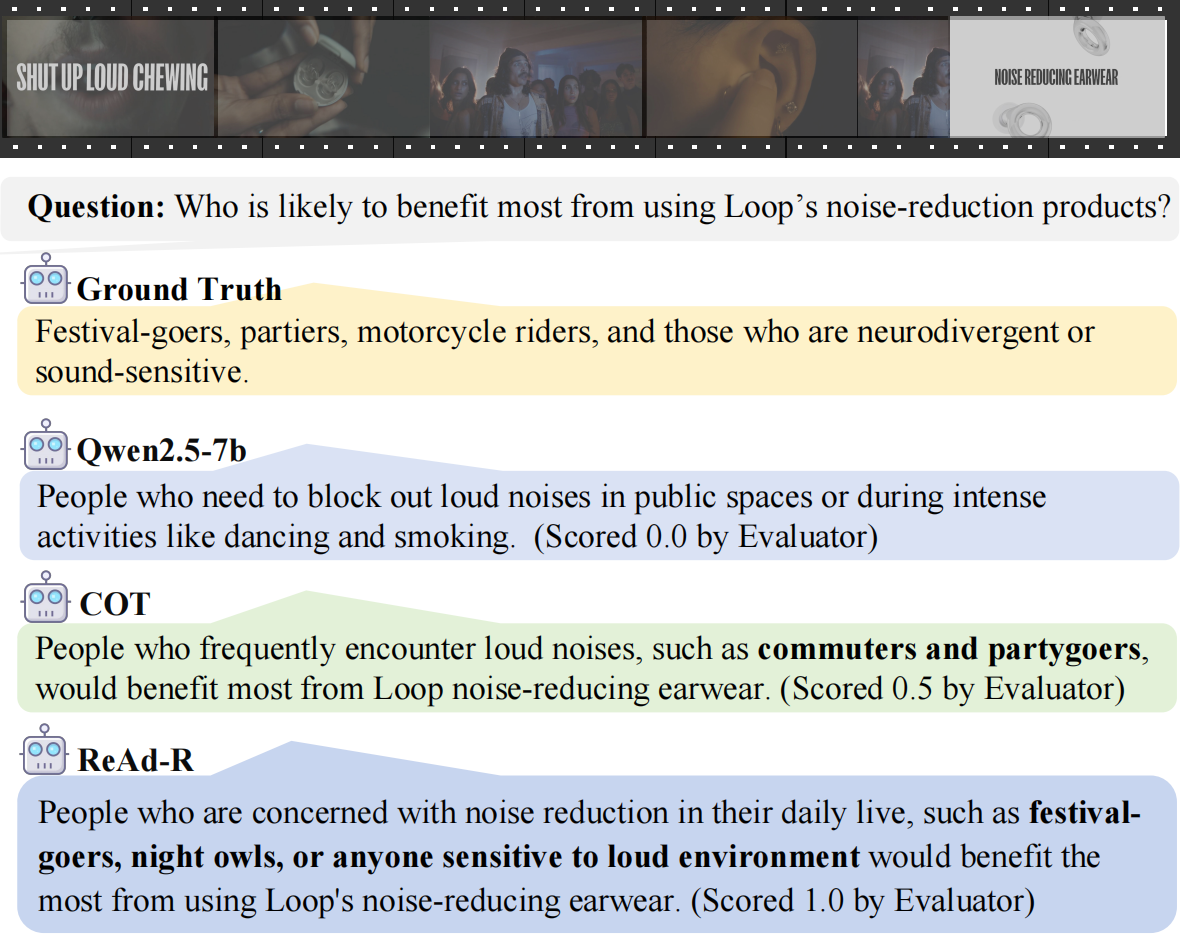 SHUT UP LOUD CHEWING
NOISE REDUCING EARWEAR
Question: Who is likely to benefit most from using Loop’s noise-reduction products?
Ground Truth
Festival-goers, partiers, motorcycle riders, and those who are neurodivergent or
sound-sensitive.
Qwen2.5-7b
People who need to block out loud noises in public spaces or during intense
activities like dancing and smoking. (Scored 0.0 by Evaluator)
COT
People who frequently encounter loud noises, such as commuters and partygoers,
would benefit most from Loop noise-reducing earwear. (Scored 0.5 by Evaluator)
ReAd-R
People who are concerned with noise reduction in their daily live, such as festival-
goers, night owls, or anyone sensitive to loud environment would benefit the
most from using Loop's noise-reducing earwear. (Scored 1.0 by Evaluator)